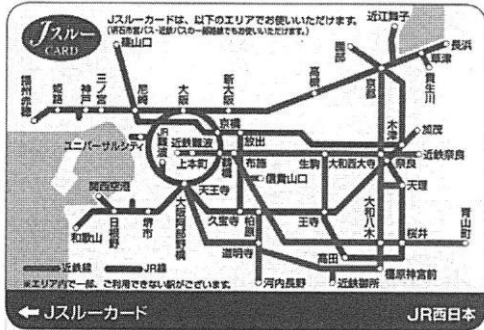 Jスルー
CARD
Jスルーカードは、以下のエリアでお使いいただけます。
(明石市営バス・近鉄バスの一部路線でもお使いいただけます。)
近江舞子
長浜
草津
貴生川
園部
京都
高槻
篠山口
播州赤穂
姫路
神戸
三ノ宮
尼崎
大阪
新大阪
京橋
放出
木津
加茂
ユニバーサルシティ
JR難波
近鉄難波
上本町
鶴橋
布施
生駒
大和西大寺
奈良
近鉄奈良
信貴山口
天理
関西空港
天王寺
日根野
堺市
和歌山
大阪阿部野橋
久宝寺
柏原
王寺
大和八木
桜井
青山町
道明寺
高田
河内長野
近鉄御所
橿原神宮前
近鉄線
JR線
※エリア内で一部、ご利用できない駅がございます。
← Jスルーカード
JR西日本